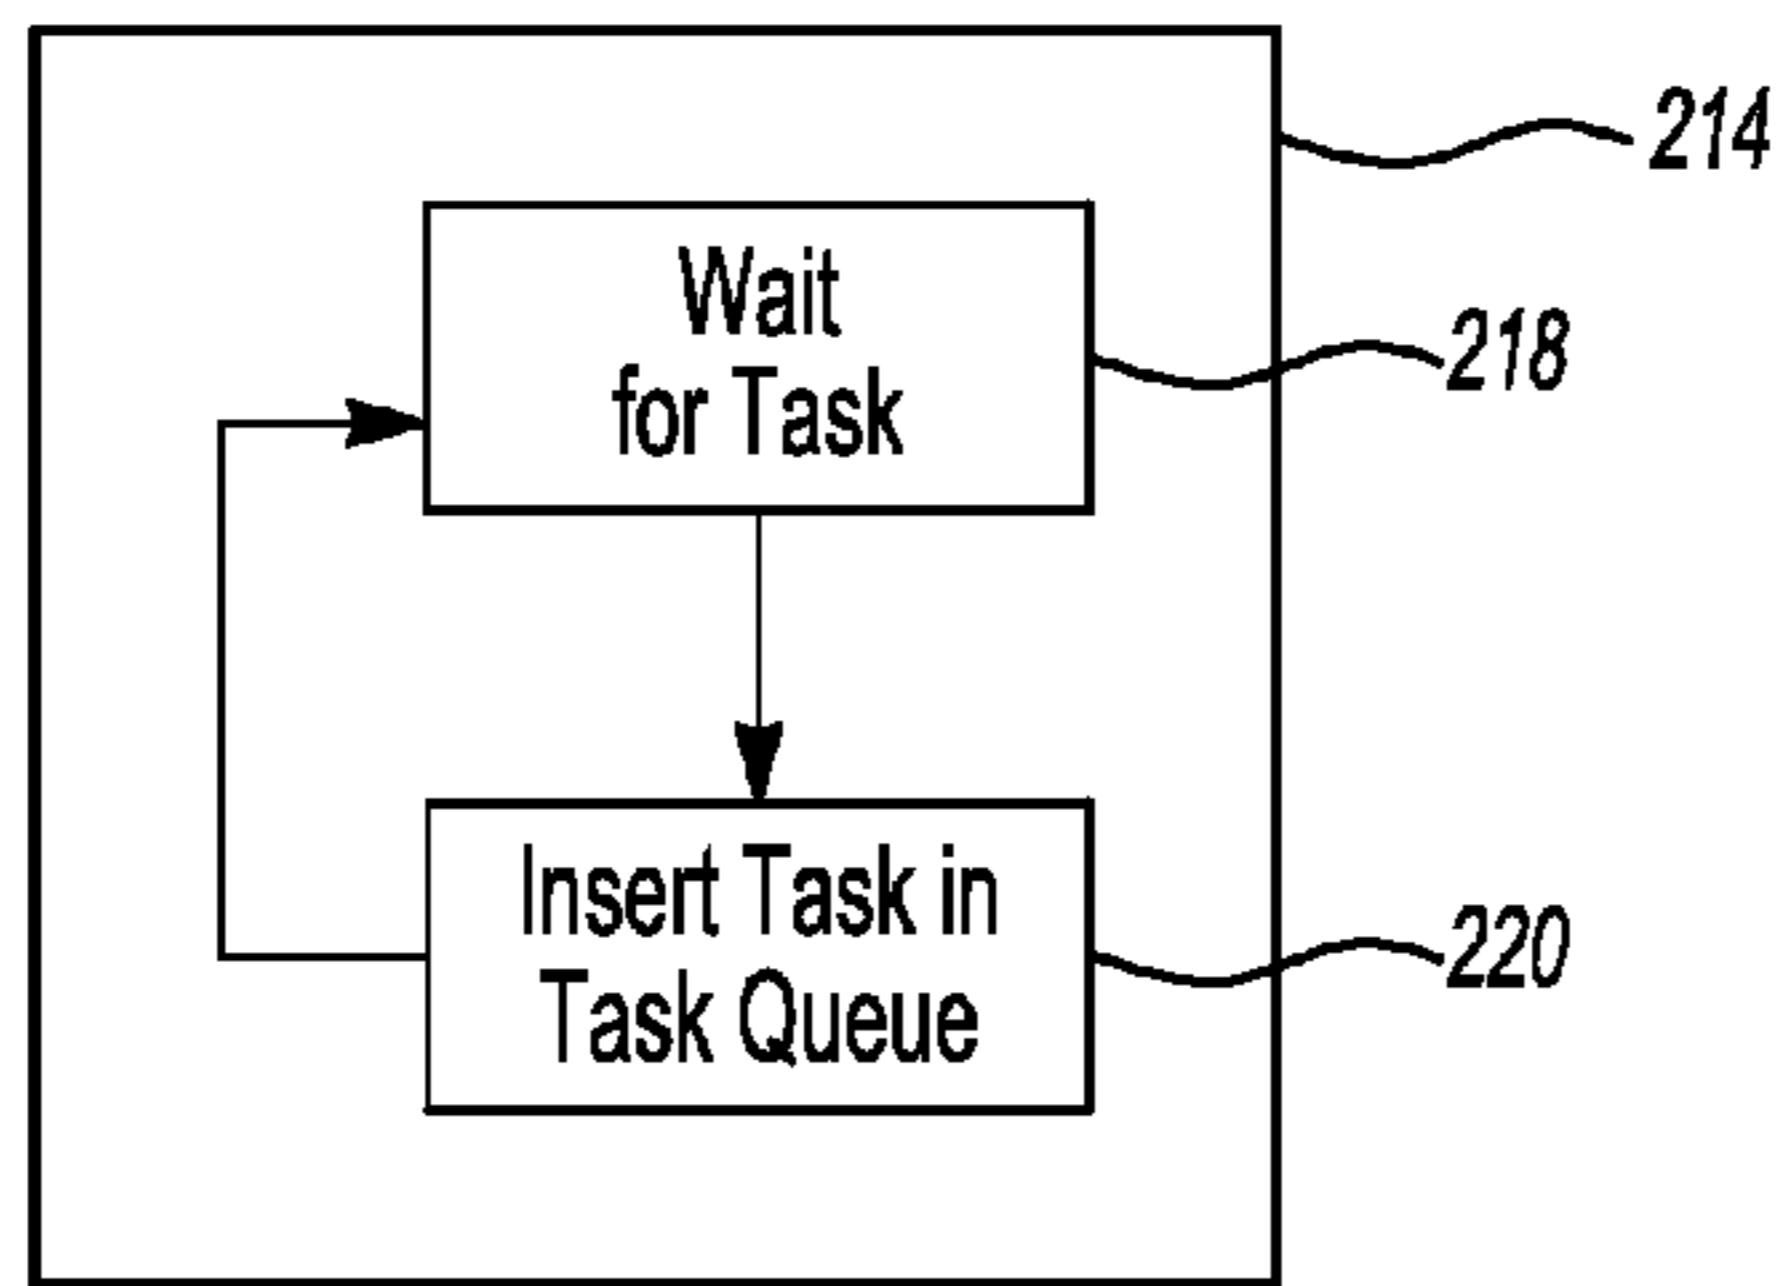 214
Wait
for Task
218
Insert Task in
Task Queue
220